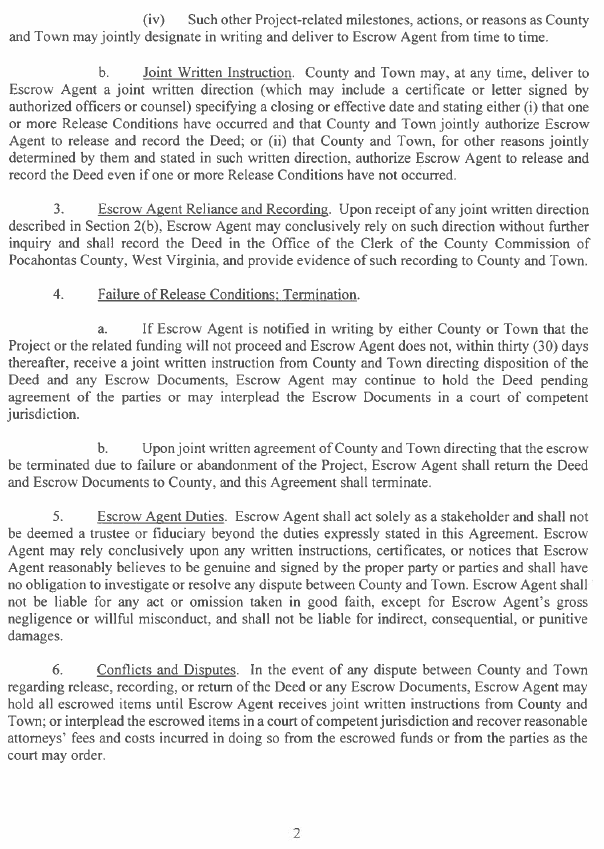 (iv) Such other Project-related milestones, actions, or reasons as County
and Town may jointly designate in writing and deliver to Escrow Agent from time to time.
b. Joint Written Instruction. County and Town may, at any time, deliver to
Escrow Agent a joint written direction (which may include a certificate or letter signed by
authorized officers or counsel) specifying a closing or effective date and stating either (i) that one
or more Release Conditions have occurred and that County and Town jointly authorize Escrow
Agent to release and record the Deed; or (ii) that County and Town, for other reasons jointly
determined by them and stated in such written direction, authorize Escrow Agent to release and
record the Deed even if one or more Release Conditions have not occurred.
3. Escrow Agent Reliance and Recording. Upon receipt of any joint written direction
described in Section 2(b), Escrow Agent may conclusively rely on such direction without further
inquiry and shall record the Deed in the Office of the Clerk of the County Commission of
Pocahontas County, West Virginia, and provide evidence of such recording to County and Town.
4. Failure of Release Conditions; Termination.
a. If Escrow Agent is notified in writing by either County or Town that the
Project or the related funding will not proceed and Escrow Agent does not, within thirty (30) days
thereafter, receive a joint written instruction from County and Town directing disposition of the
Deed and any Escrow Documents, Escrow Agent may continue to hold the Deed pending
agreement of the parties or may interplead the Escrow Documents in a court of competent
jurisdiction.
b. Upon joint written agreement of County and Town directing that the escrow
be terminated due to failure or abandonment of the Project, Escrow Agent shall return the Deed
and Escrow Documents to County, and this Agreement shall terminate.
5. Escrow Agent Duties. Escrow Agent shall act solely as a stakeholder and shall not
be deemed a trustee or fiduciary beyond the duties expressly stated in this Agreement. Escrow
Agent may rely conclusively upon any written instructions, certificates, or notices that Escrow
Agent reasonably believes to be genuine and signed by the proper party or parties and shall have
no obligation to investigate or resolve any dispute between County and Town. Escrow Agent shall
not be liable for any act or omission taken in good faith, except for Escrow Agent's gross
negligence or willful misconduct, and shall not be liable for indirect, consequential, or punitive
damages.
6. Conflicts and Disputes. In the event of any dispute between County and Town
regarding release, recording, or return of the Deed or any Escrow Documents, Escrow Agent may
hold all escrowed items until Escrow Agent receives joint written instructions from County and
Town; or interplead the escrowed items in a court of competent jurisdiction and recover reasonable
attorneys' fees and costs incurred in doing so from the escrowed funds or from the parties as the
court may order.
2